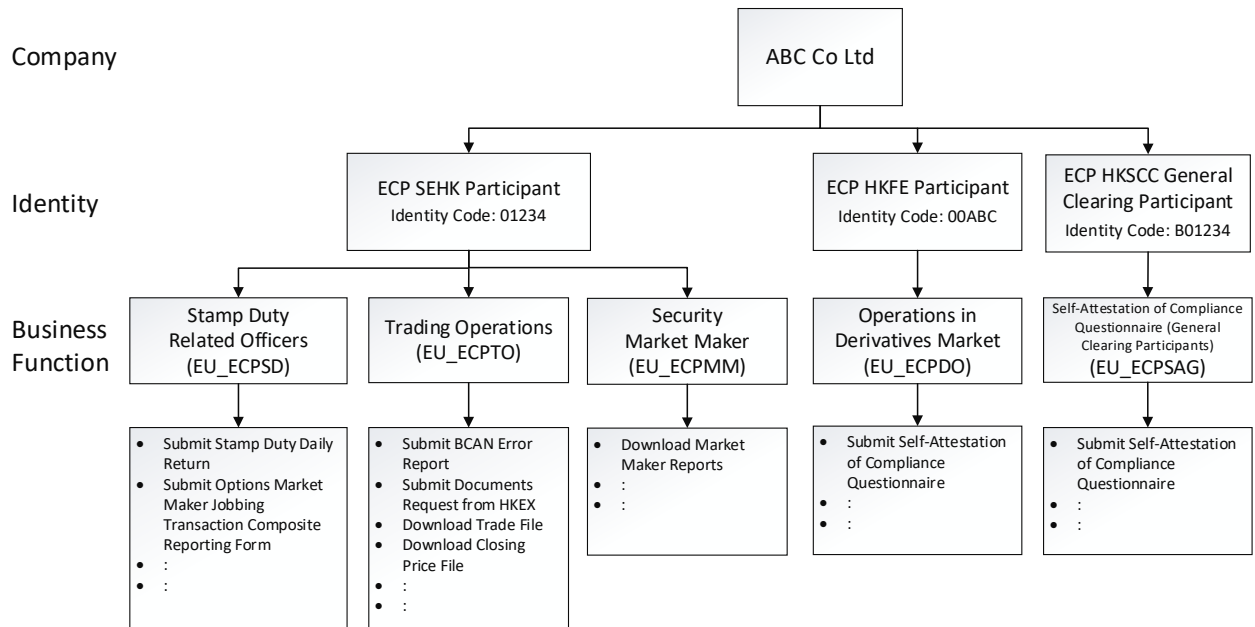 Company
ABC Co Ltd
Identity
ECP SEHK Participant
Identity Code: 01234
ECP HKFE Participant
Identity Code: 00ABC
ECP HKSCC General
Clearing Participant
Identity Code: B01234
Business
Function
Stamp Duty
Related Officers
(EU_ECPSD)
Trading Operations
(EU_ECPTO)
Security
Market Maker
(EU_ECPMM)
Operations in
Derivatives Market
(EU_ECPDO)
Self-Attestation of Compliance
Questionnaire (General
Clearing Participants)
(EU_ECPSAG)
• Submit Stamp Duty Daily
Return
• Submit Options Market
Maker Jobbing
Transaction Composite
Reporting Form
• :
• :
• Submit BCAN Error
Report
• Submit Documents
Request from HKEX
• Download Trade File
• Download Closing
Price File
• :
• :
• Download Market
Maker Reports
• :
• :
• Submit Self-Attestation
of Compliance
Questionnaire
• :
• :
• Submit Self-Attestation
of Compliance
Questionnaire
• :
• :